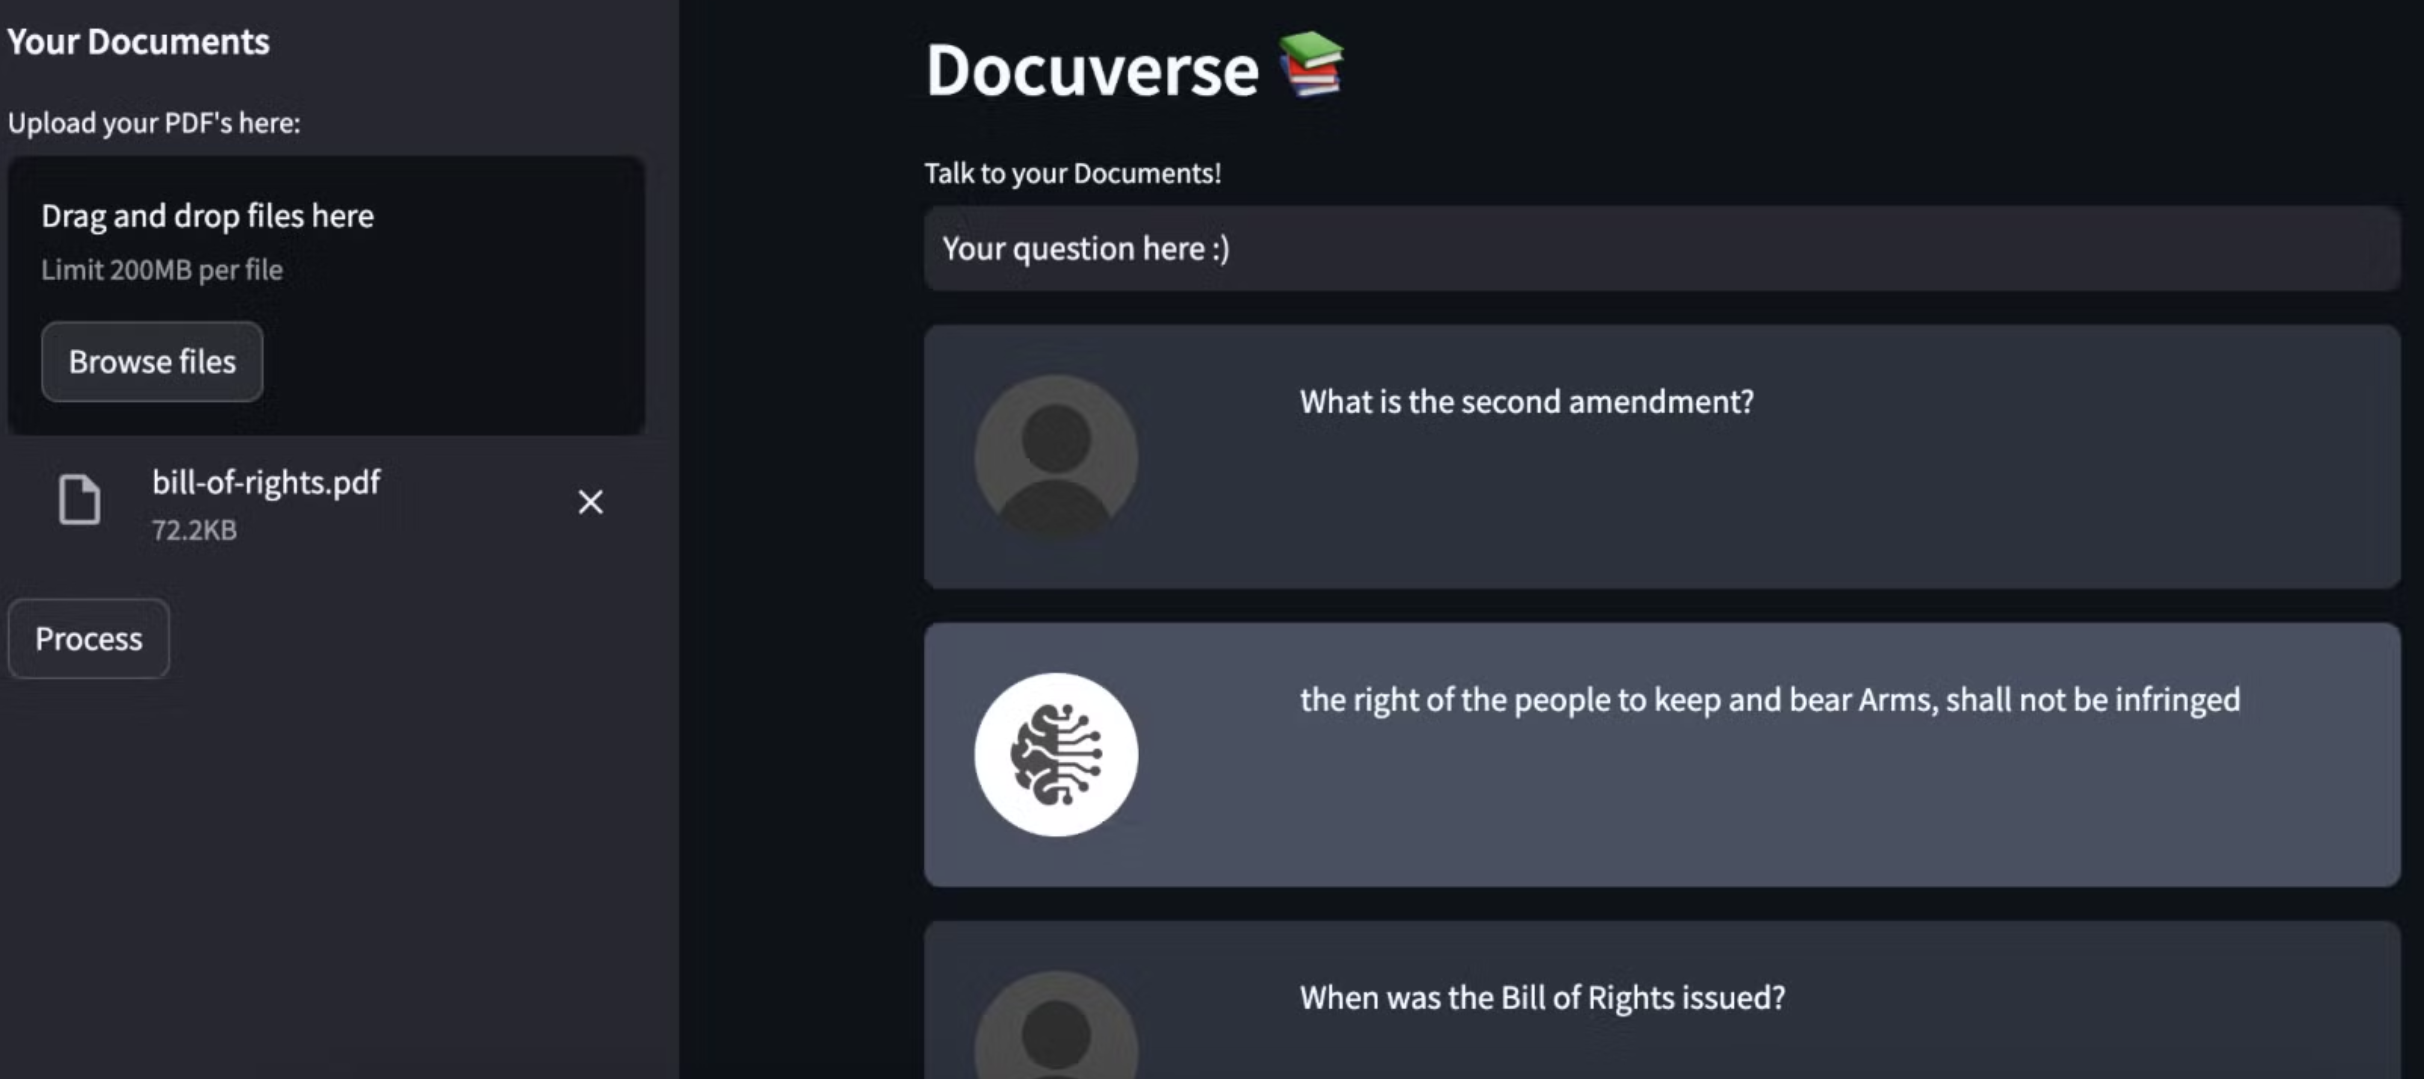 Your Documents
Upload your PDF's here:
Drag and drop files here
Limit 200MB per file
Browse files
bill-of-rights.pdf
72.2KB
Process
Docuverse
Talk to your Documents!
Your question here :)
What is the second amendment?
the right of the people to keep and bear Arms, shall not be infringed
When was the Bill of Rights issued?